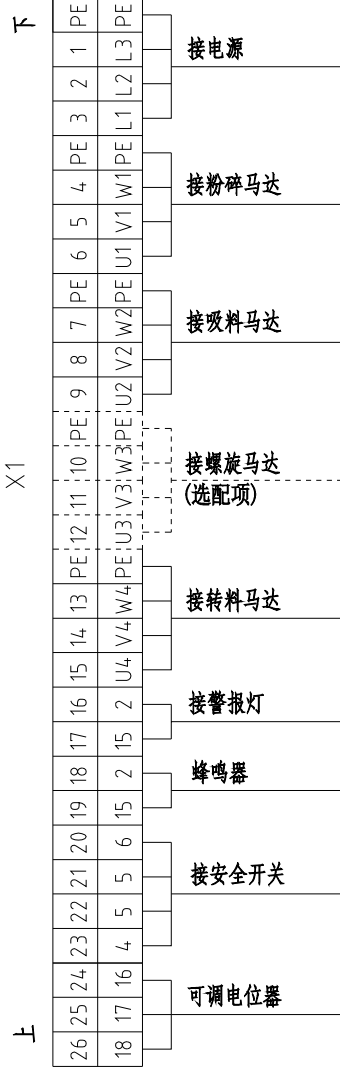 下
X1
PE PE
1 L3
2 L2
3 L1
接电源
PE PE
4 W1
5 V1
6 U1
接粉碎马达
PE PE
7 W2
8 V2
9 U2
接吸料马达
PE PE
10 W3
11 V3
12 U3
接螺旋马达
(选配项)
PE PE
13 W4
14 V4
15 U4
接转料马达
16 2
17 15
接警报灯
18 2
19 15
蜂鸣器
20 6
21 5
22 5
23 4
接安全开关
24 16
25 17
26 18
可调电位器
上